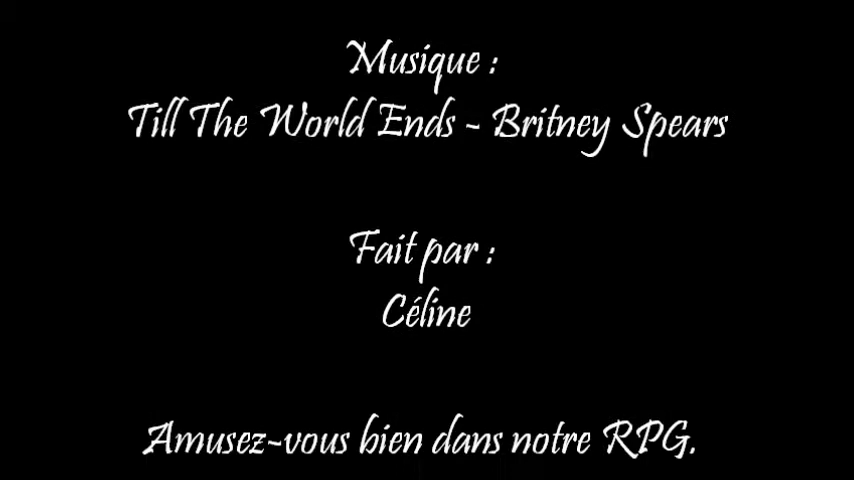 Musique :
Till The World Ends - Britney Spears
Fait par :
Céline
Amusez-vous bien dans notre RPG.